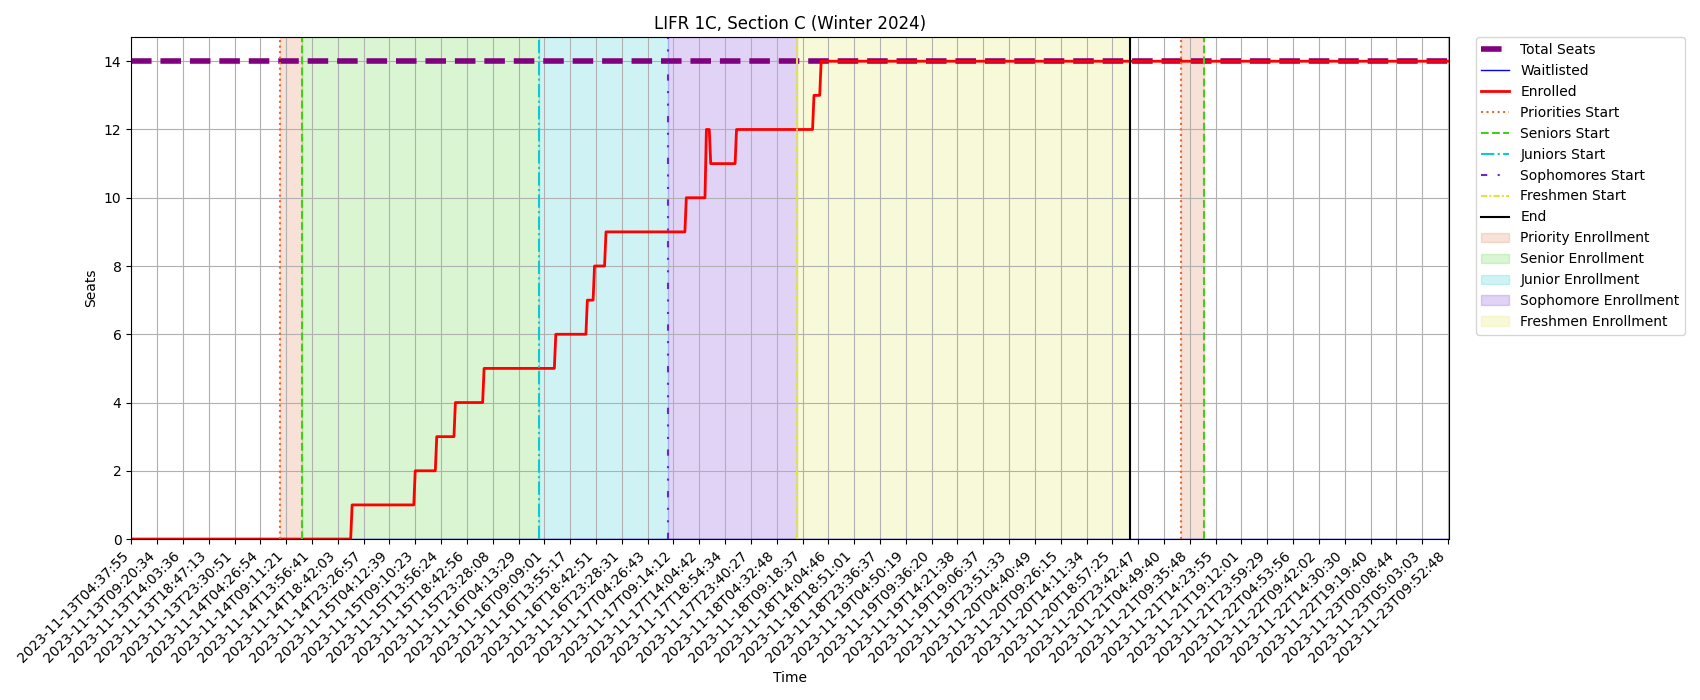 LIFR 1C, Section C (Winter 2024)
Seats
14
12
10
8
6
4
2
0
2023-11-13T04:37:55
2023-11-13T09:20:34
2023-11-13T14:03:36
2023-11-13T18:47:13
2023-11-13T23:30:51
2023-11-14T04:26:54
2023-11-14T09:11:21
2023-11-14T13:56:41
2023-11-14T18:42:03
2023-11-14T23:26:57
2023-11-15T04:12:39
2023-11-15T09:10:23
2023-11-15T13:56:24
2023-11-15T18:42:56
2023-11-15T23:28:08
2023-11-16T04:13:29
2023-11-16T09:09:01
2023-11-16T13:55:17
2023-11-16T18:42:51
2023-11-16T23:28:31
2023-11-17T04:26:43
2023-11-17T09:14:12
2023-11-17T14:04:42
2023-11-17T18:54:34
2023-11-17T23:40:27
2023-11-18T04:32:48
2023-11-18T09:18:37
2023-11-18T14:04:46
2023-11-18T18:51:01
2023-11-18T23:36:37
2023-11-19T04:50:19
2023-11-19T09:36:20
2023-11-19T14:21:38
2023-11-19T19:06:37
2023-11-19T23:51:33
2023-11-20T04:40:49
2023-11-20T09:26:15
2023-11-20T14:11:34
2023-11-20T18:57:25
2023-11-20T23:42:47
2023-11-21T04:49:40
2023-11-21T09:35:48
2023-11-21T14:23:55
2023-11-21T19:12:01
2023-11-21T23:59:29
2023-11-22T04:53:56
2023-11-22T09:42:02
2023-11-22T14:30:30
2023-11-22T19:19:40
2023-11-23T00:08:44
2023-11-23T05:03:03
2023-11-23T09:52:48
Time
Total Seats
Waitlisted
Enrolled
Priorities Start
Seniors Start
Juniors Start
Sophomores Start
Freshmen Start
End
Priority Enrollment
Senior Enrollment
Junior Enrollment
Sophomore Enrollment
Freshmen Enrollment